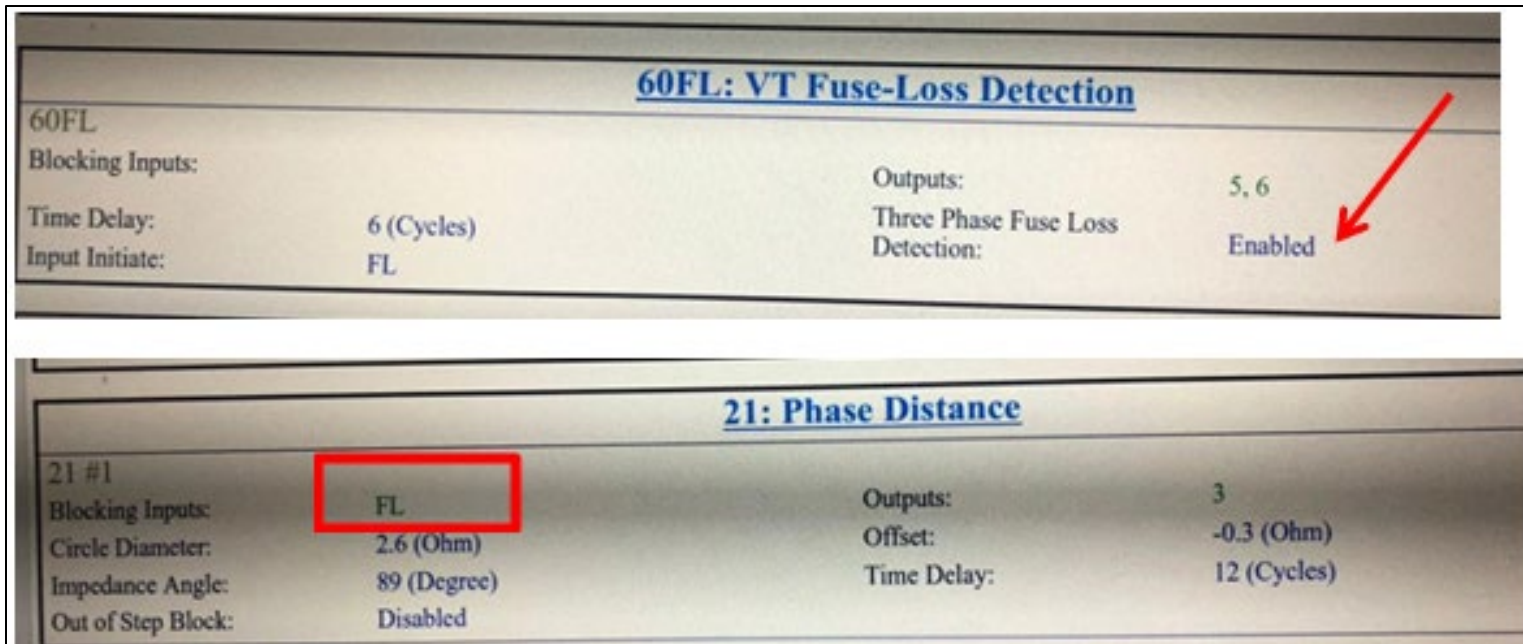 60FL: VT Fuse-Loss Detection
60FL
Blocking Inputs:
Outputs: 5, 6
Time Delay: 6 (Cycles)
Three Phase Fuse Loss
Detection: Enabled
Input Initiate: FL
21: Phase Distance
21 #1
Blocking Inputs: FL
Outputs: 3
Circle Diameter: 2.6 (Ohm)
Offset: -0.3 (Ohm)
Impedance Angle: 89 (Degree)
Time Delay: 12 (Cycles)
Out of Step Block: Disabled